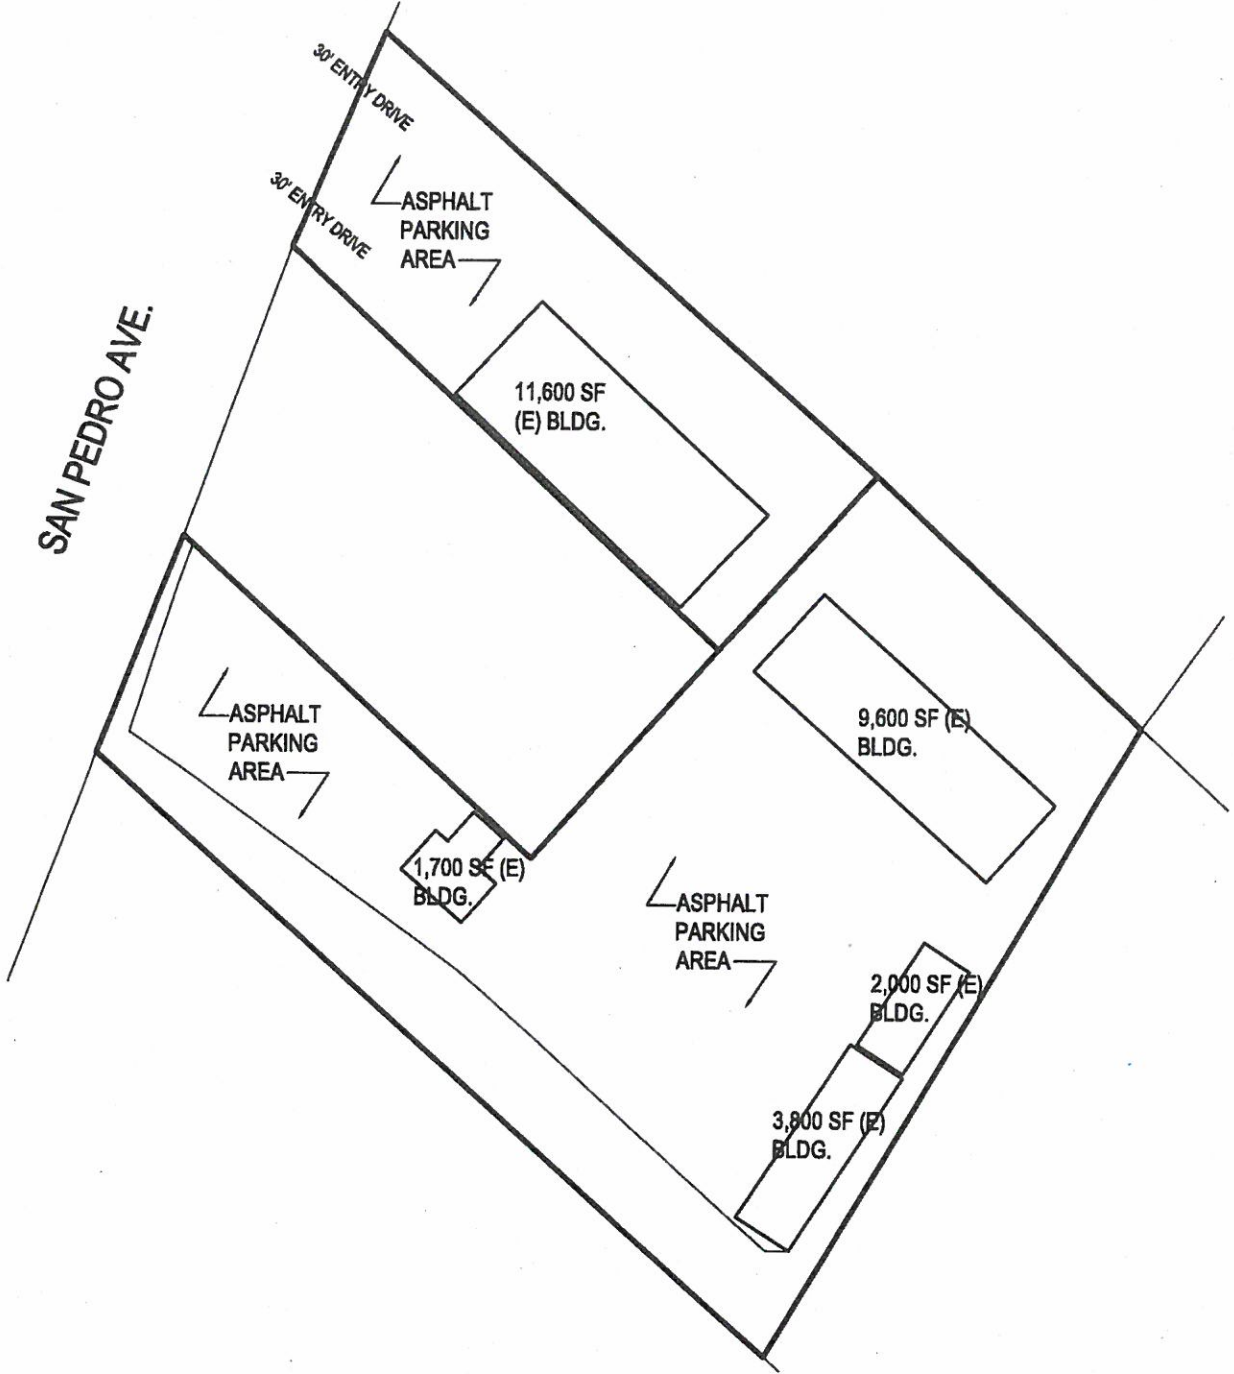 30' ENTRY DRIVE
30' ENTRY DRIVE
ASPHALT
PARKING
AREA
SAN PEDRO AVE.
11,600 SF
(E) BLDG.
ASPHALT
PARKING
AREA
9,600 SF (E)
BLDG.
1,700 SF (E)
BLDG.
ASPHALT
PARKING
AREA
2,000 SF (E)
BLDG.
3,800 SF (E)
BLDG.